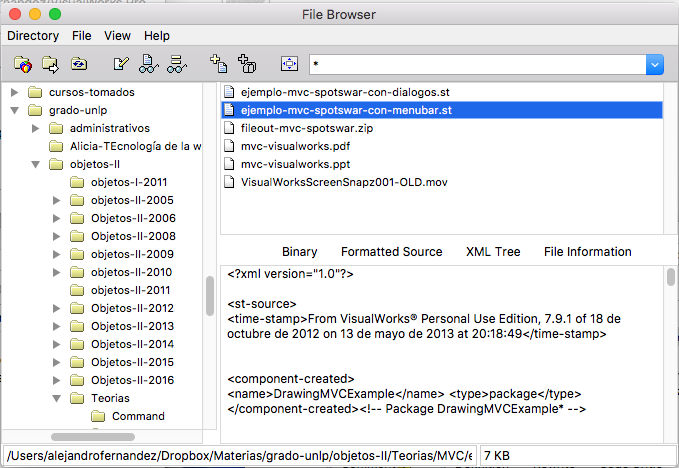 File Browser
Directory File View Help
*
cursos-tomados
grado-unlp
administrativos
Alicia-TEcnología de la w
objetos-II
objetos-I-2011
Objetos-II-2005
Objetos-II-2006
Objetos-II-2008
objetos-II-2009
Objetos-II-2010
objetos-II-2011
Objetos-II-2012
Objetos-II-2013
Objetos-II-2014
Objetos-II-2015
Objetos-II-2016
Teorias
Command
ejemplo-mvc-spotswar-con-dialogos.st
ejemplo-mvc-spotswar-con-menubar.st
fileout-mvc-spotswar.zip
mvc-visualworks.pdf
mvc-visualworks.ppt
VisualWorksScreenSnapz001-OLD.mov
Binary Formatted Source XML Tree File Information
<?xml version="1.0"?>
<st-source>
<time-stamp>From VisualWorks® Personal Use Edition, 7.9.1 of 18 de
octubre de 2012 on 13 de mayo de 2013 at 20:18:49</time-stamp>
<component-created>
<name>DrawingMVCExample</name> <type>package</type>
</component-created><!-- Package DrawingMVCExample* -->
/Users/alejandrofernandez/Dropbox/Materias/grado-unlp/objetos-II/Teorias/MVC/e
7 KB